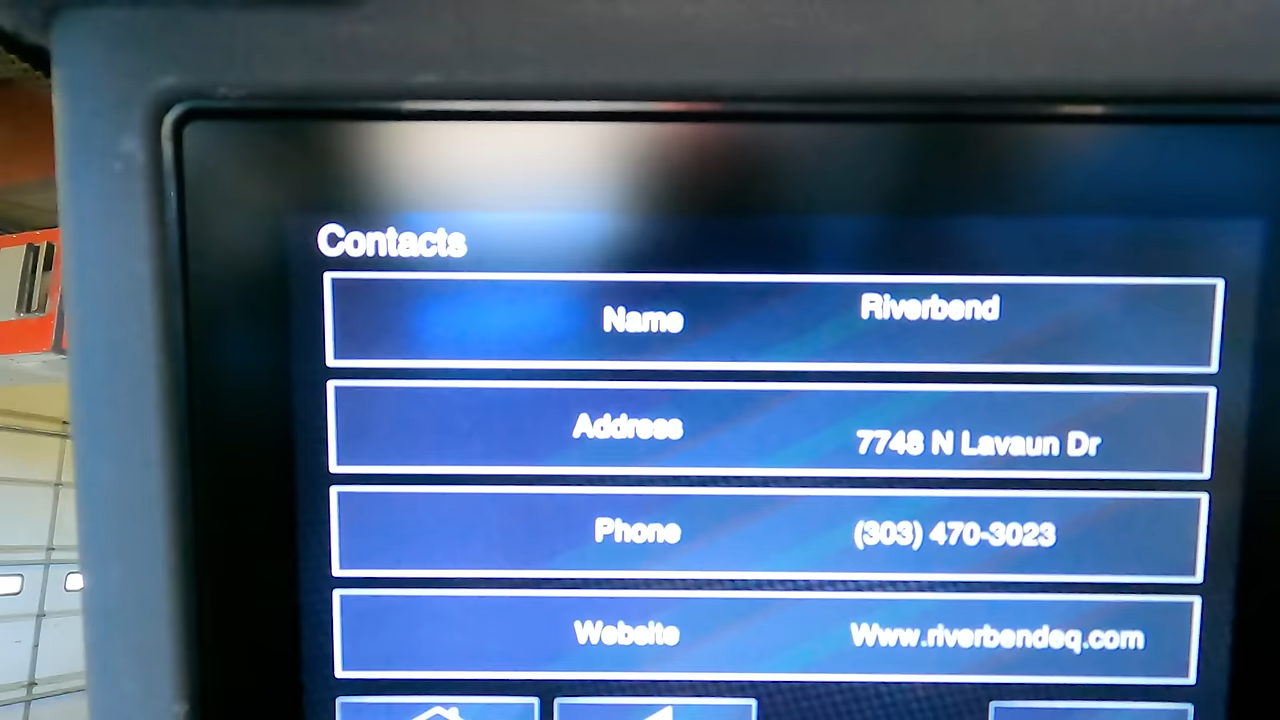 Contacts
Name Riverbend
Address 7748 N Lavaun Dr
Phone (303) 470-3023
Website Www.riverbendeq.com